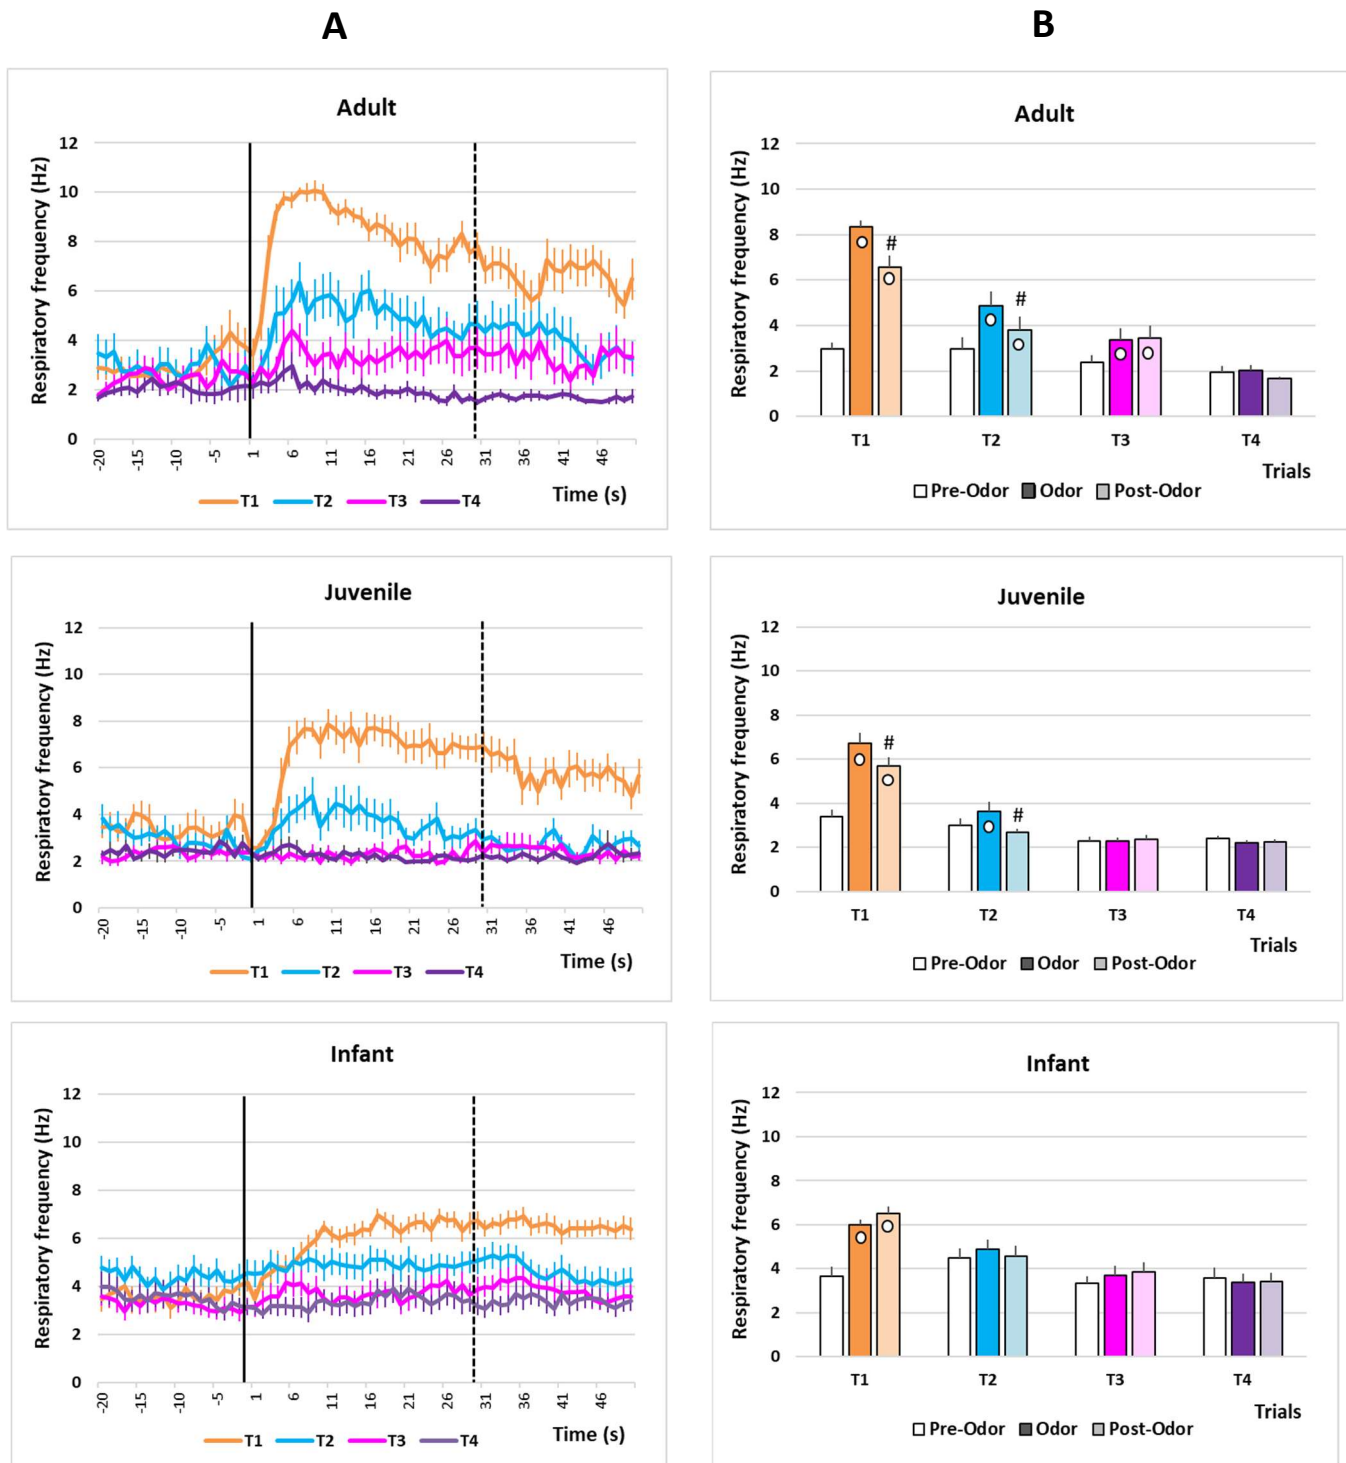 A
B
Adult
Respiratory frequency (Hz)
12
10
8
6
4
2
0
-20 -15 -10 -5 1 6 11 16 21 26 31 36 41 46
Time (s)
T1 T2 T3 T4
Adult
Respiratory frequency (Hz)
12
10
8
6
4
2
0
#
#
T1 T2 T3 T4
Trials
Pre-Odor Odor Post-Odor
Juvenile
Respiratory frequency (Hz)
12
10
8
6
4
2
0
-20 -15 -10 -5 1 6 11 16 21 26 31 36 41 46
Time (s)
T1 T2 T3 T4
Juvenile
Respiratory frequency (Hz)
12
10
8
6
4
2
0
#
#
T1 T2 T3 T4
Trials
Pre-Odor Odor Post-Odor
Infant
Respiratory frequency (Hz)
12
10
8
6
4
2
0
-20 -15 -10 -5 1 6 11 16 21 26 31 36 41 46
Time (s)
T1 T2 T3 T4
Infant
Respiratory frequency (Hz)
12
10
8
6
4
2
0
T1 T2 T3 T4
Trials
Pre-Odor Odor Post-Odor